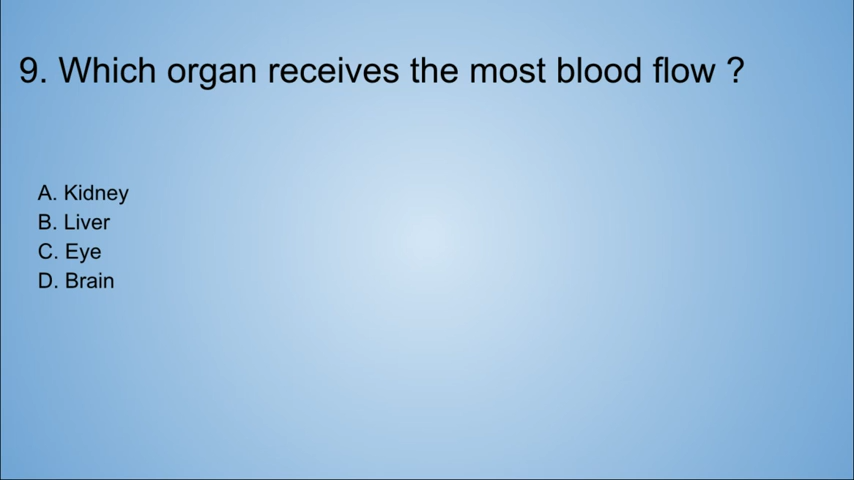 9. Which organ receives the most blood flow ?
A. Kidney
B. Liver
C. Eye
D. Brain